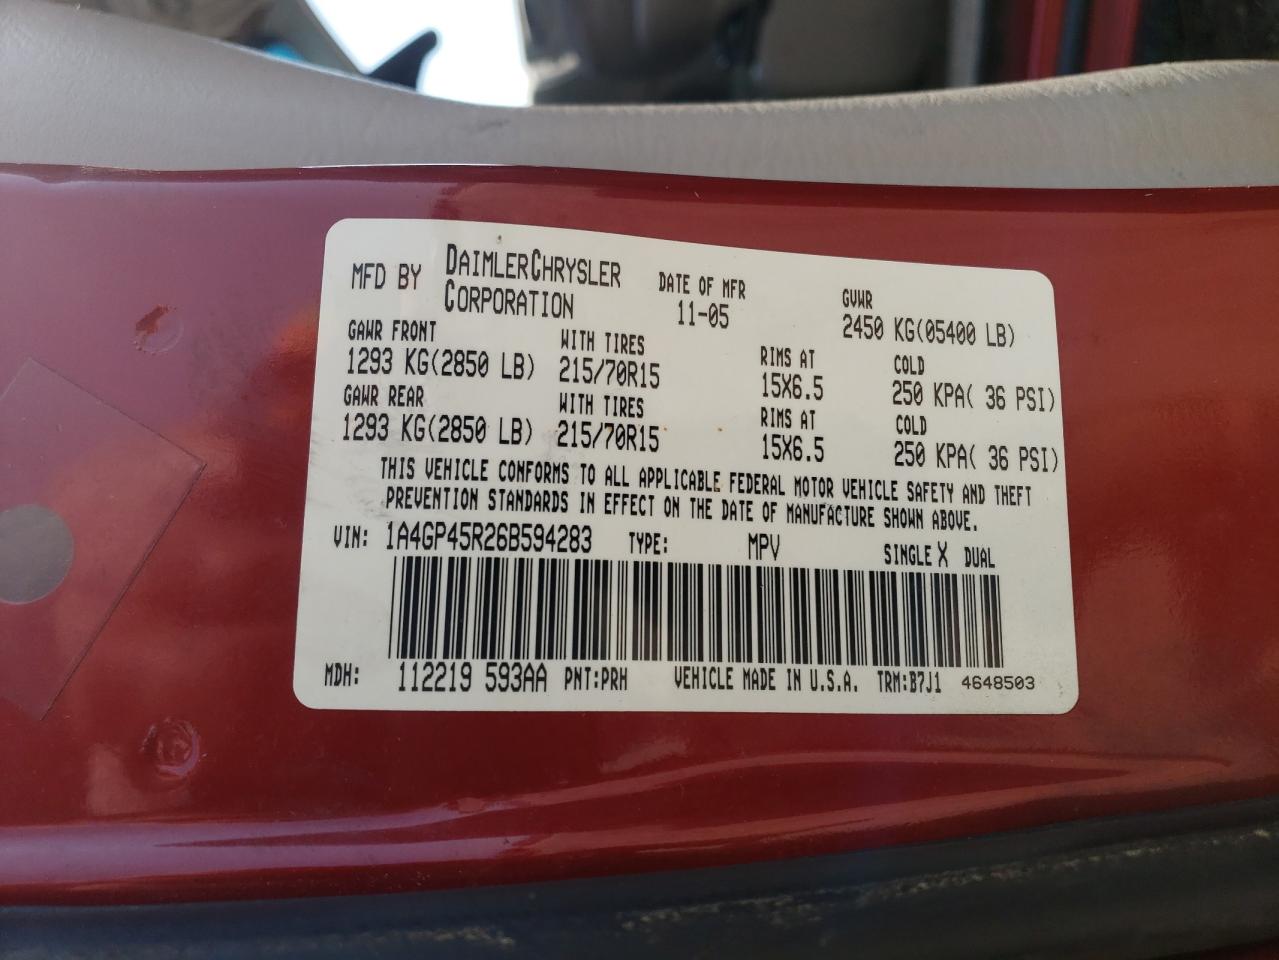 MFD BY DAIMLERCHRYSLER CORPORATION
DATE OF MFR
11-05
GVWR
2450 KG(05400 LB)
GAWR FRONT WITH TIRES RIMS AT COLD
1293 KG(2850 LB) 215/70R15 15X6.5 250 KPA( 36 PSI)
GAWR REAR WITH TIRES RIMS AT COLD
1293 KG(2850 LB) 215/70R15 15X6.5 250 KPA( 36 PSI)
THIS VEHICLE CONFORMS TO ALL APPLICABLE FEDERAL MOTOR VEHICLE SAFETY AND THEFT
PREVENTION STANDARDS IN EFFECT ON THE DATE OF MANUFACTURE SHOWN ABOVE.
VIN: 1A4GP45R26B594283 TYPE: MPV SINGLE X DUAL
MDH: 112219 593AA PNT:PRH VEHICLE MADE IN U.S.A. TRM:B7J1 4648503